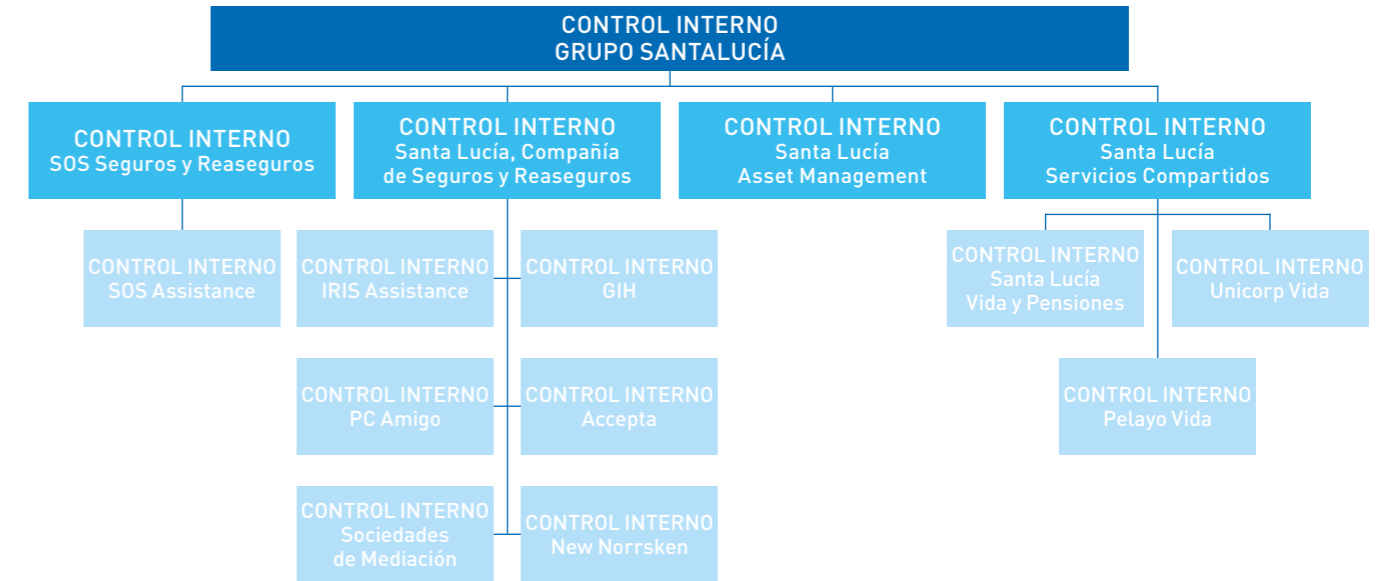 CONTROL INTERNO
GRUPO SANTALUCÍA
CONTROL INTERNO
SOS Seguros y Reaseguros
CONTROL INTERNO
Santa Lucía, Compañía
de Seguros y Reaseguros
CONTROL INTERNO
Santa Lucía
Asset Management
CONTROL INTERNO
Santa Lucía
Servicios Compartidos
CONTROL INTERNO
SOS Assistance
CONTROL INTERNO
IRIS Assistance
CONTROL INTERNO
GIH
CONTROL INTERNO
Santa Lucía
Vida y Pensiones
CONTROL INTERNO
Unicorp Vida
CONTROL INTERNO
PC Amigo
CONTROL INTERNO
Accepta
CONTROL INTERNO
Pelayo Vida
CONTROL INTERNO
Sociedades
de Mediación
CONTROL INTERNO
New Norrsken